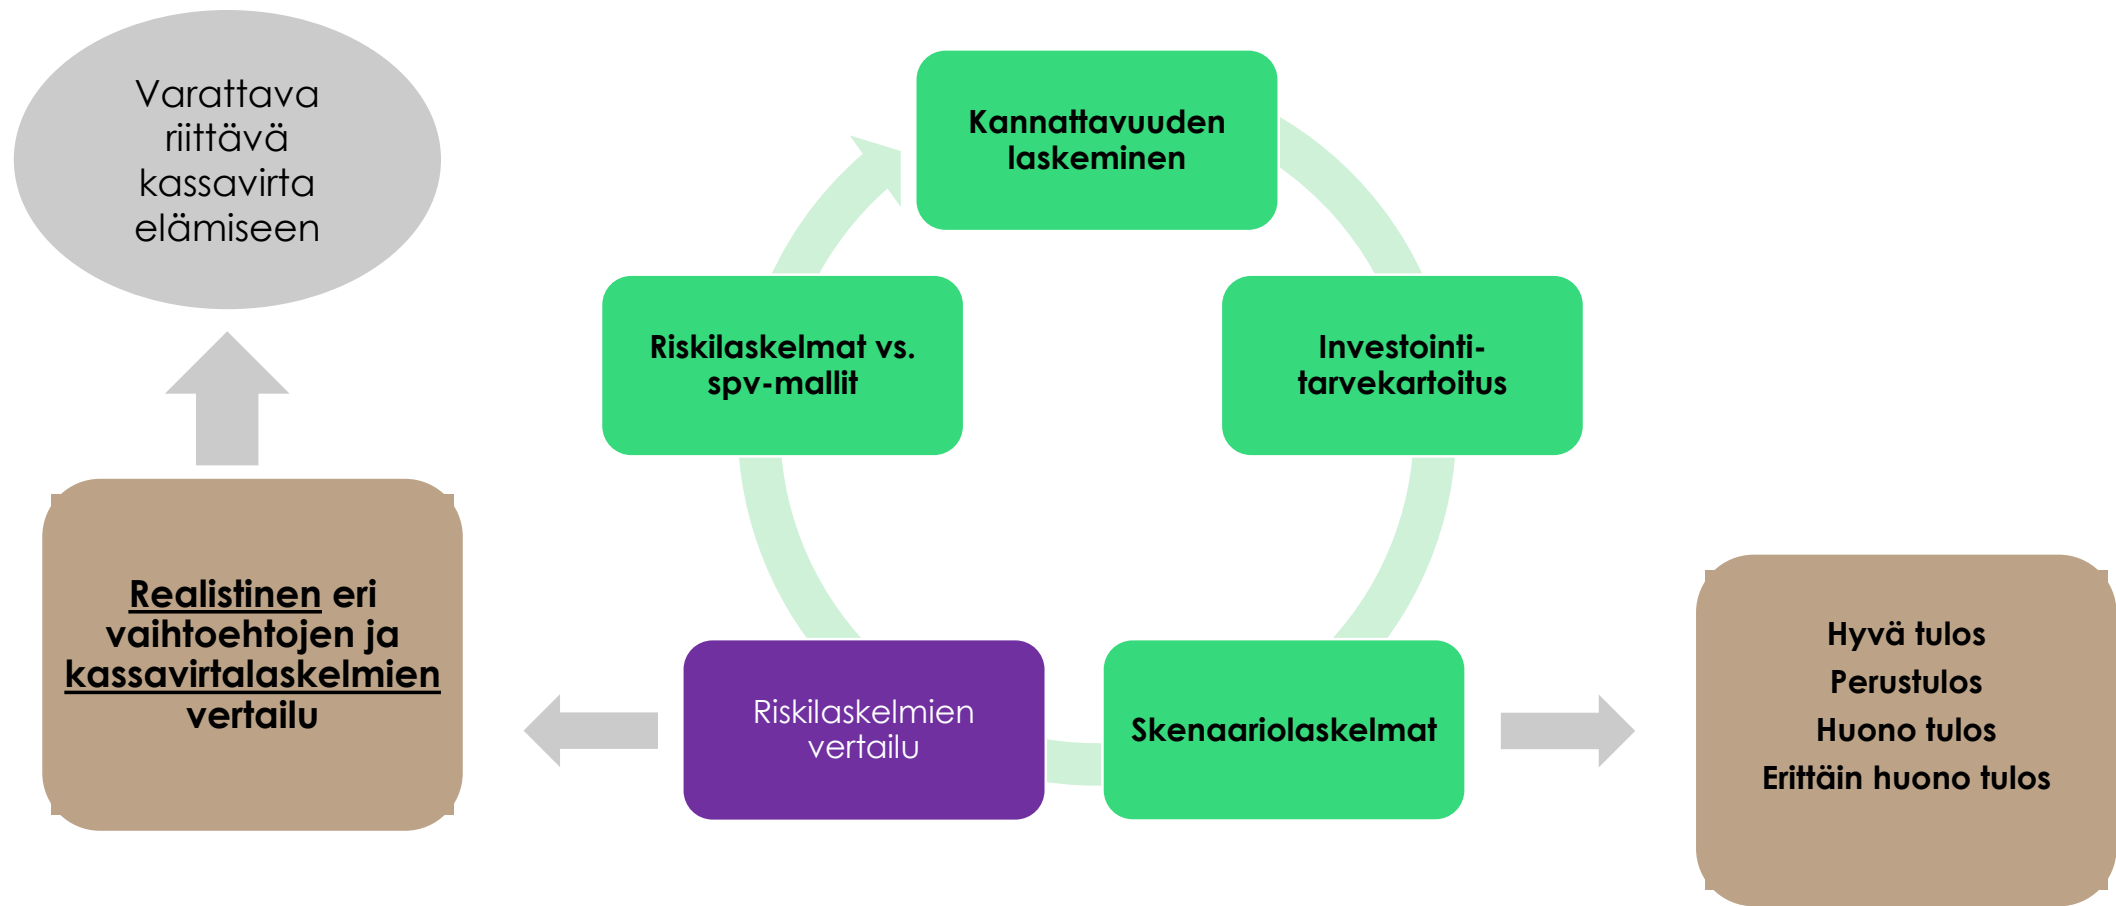 Varattava
riittävä
kassavirta
elämiseen
Kannattavuuden
laskeminen
Riskilaskelmat vs.
spv-mallit
Investointi-
tarvekartoitus
Realistinen eri
vaihtoehtojen ja
kassavirtalaskelmien
vertailu
Riskilaskelmien
vertailu
Skenaariolaskelmat
Hyvä tulos
Perustulos
Huono tulos
Erittäin huono tulos